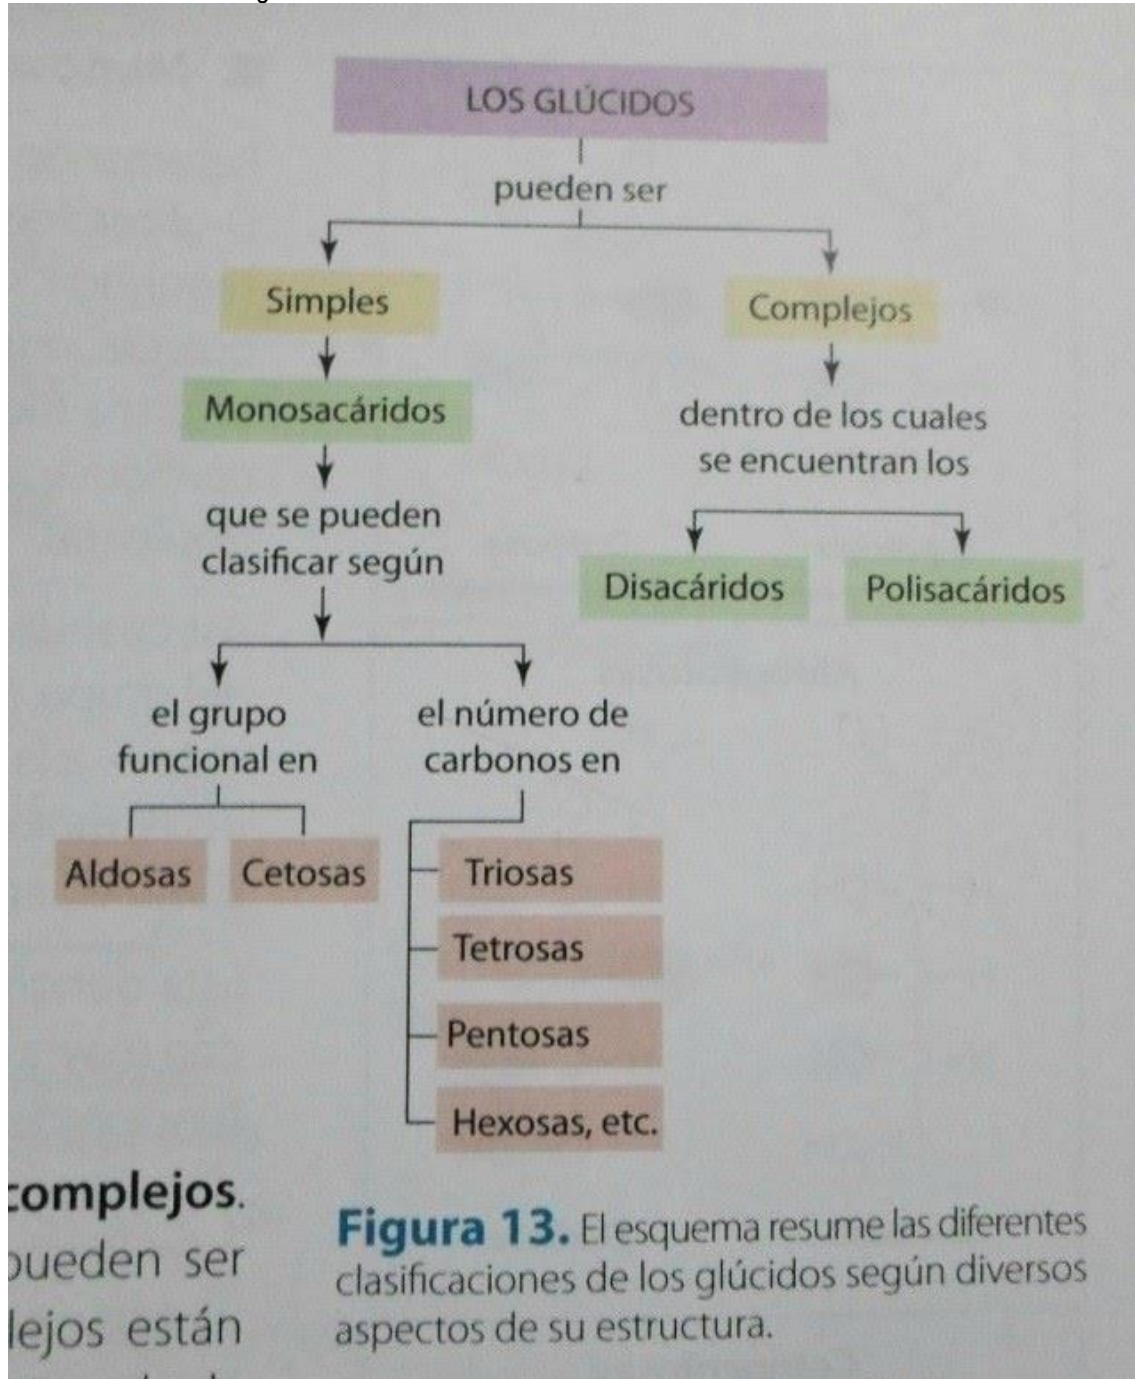 LOS GLÚCIDOS
pueden ser
Simples
Complejos
Monosacáridos
dentro de los cuales
se encuentran los
que se pueden
clasificar según
Disacáridos
Polisacáridos
el grupo
funcional en
el número de
carbonos en
Aldosas
Cetosas
Triosas
Tetrosas
Pentosas
Hexosas, etc.
complejos.
pueden ser
lejos están
Figura 13. El esquema resume las diferentes
clasificaciones de los glúcidos según diversos
aspectos de su estructura.